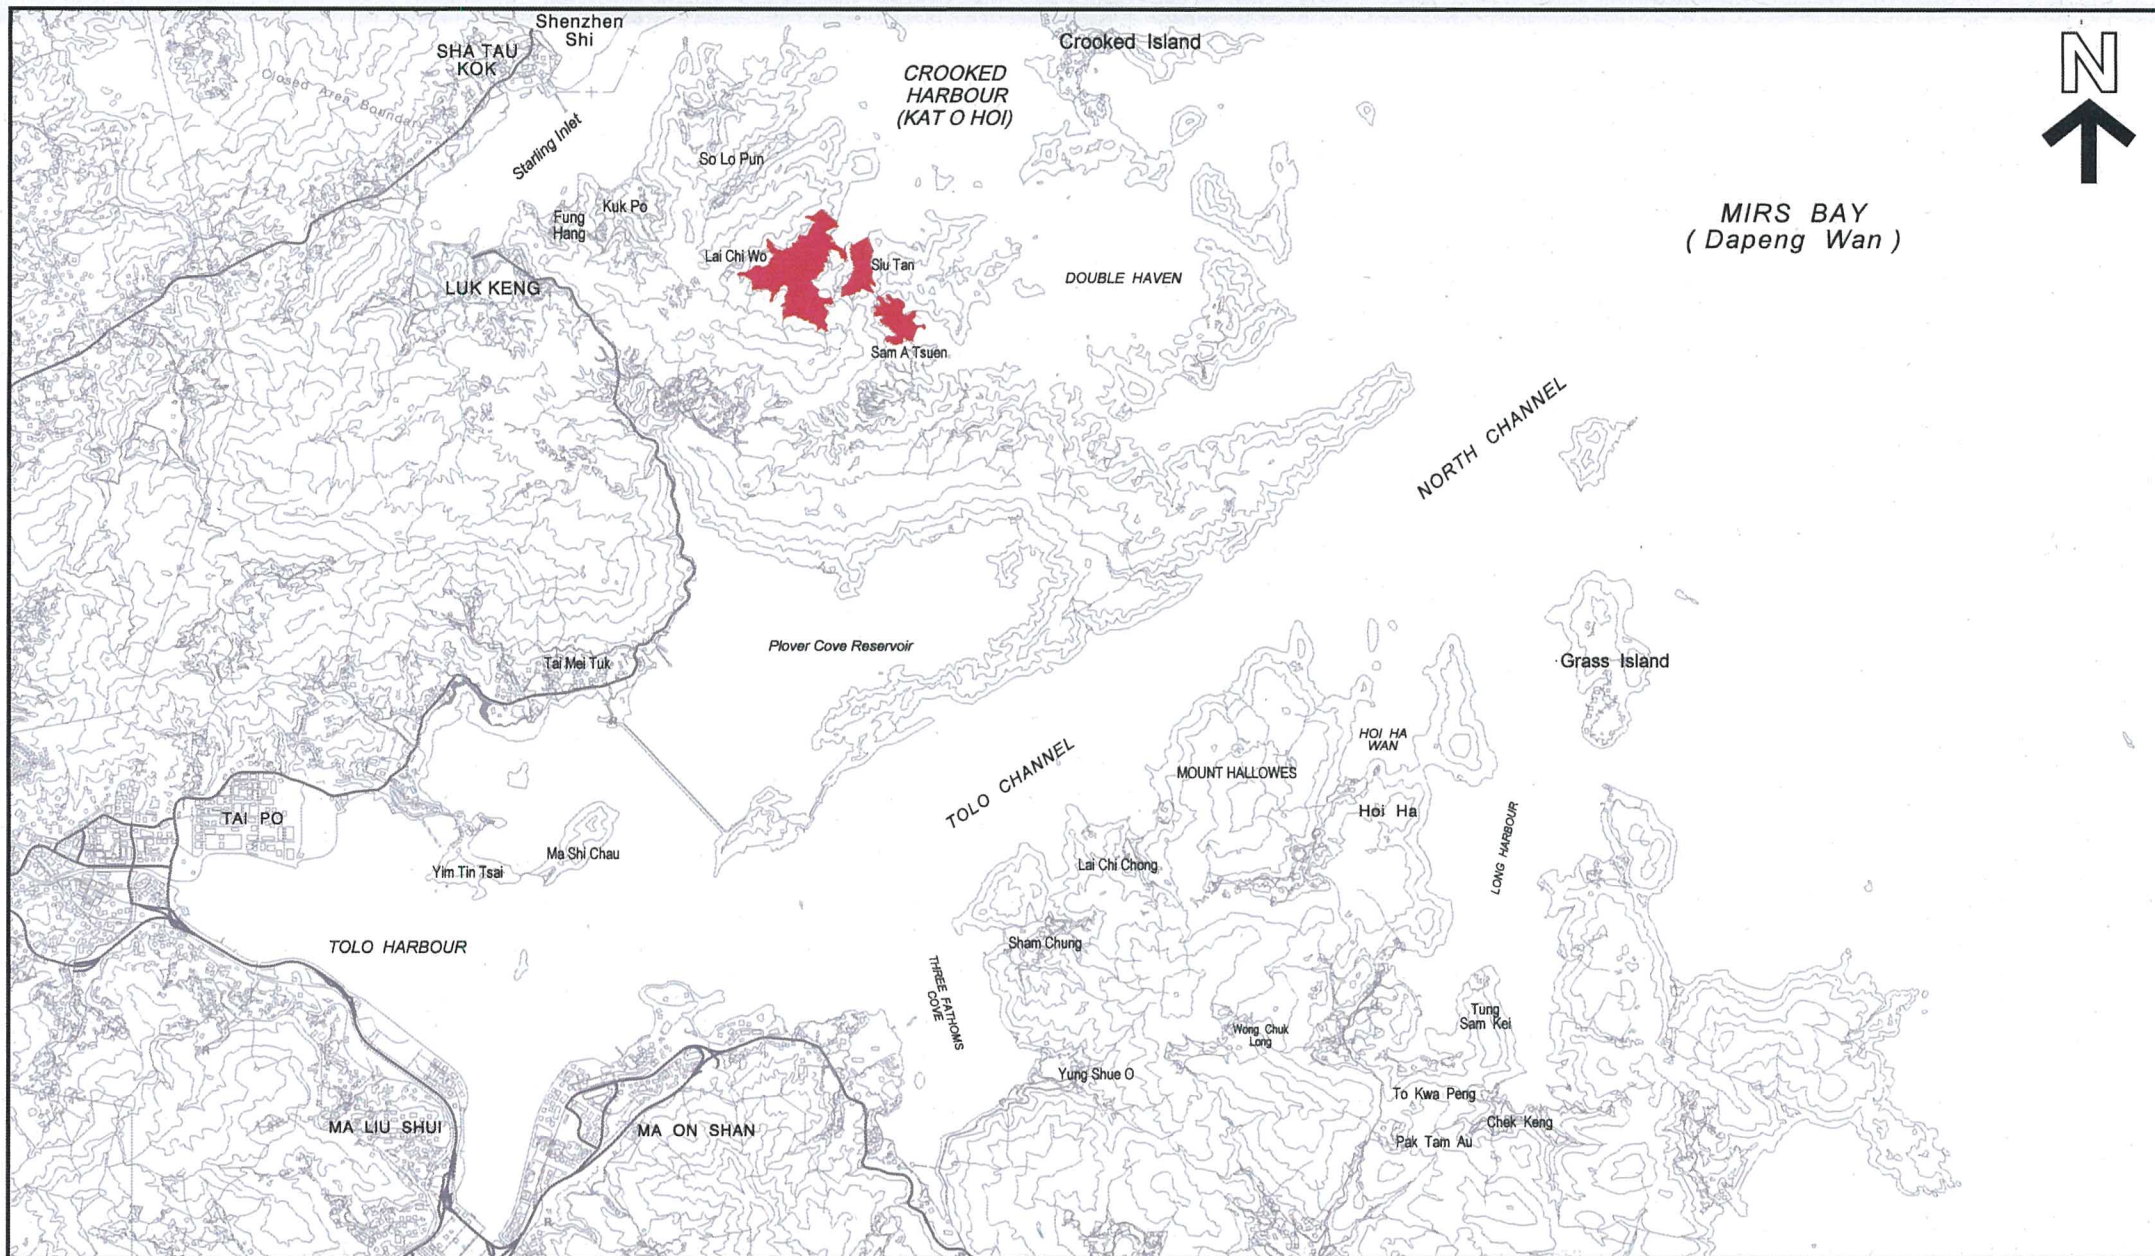 Shenzhen
Shi
SHA TAU
KOK
Closed Area Boundary
Starling Inlet
Crooked Island
CROOKED
HARBOUR
(KAT O HOI)
N
So Lo Pun
Kuk Po
Fung
Hang
MIRS BAY
( Dapeng Wan )
Lai Chi Wo
Siu Tan
DOUBLE HAVEN
LUK KENG
Sam A Tsuen
NORTH CHANNEL
Plover Cove Reservoir
Tai Mei Tuk
Grass Island
HOI HA
WAN
TOLO CHANNEL
MOUNT HALLOWES
Hoi Ha
LONG HARBOUR
TAI PO
Ma Shi Chau
Yim Tin Tsai
Lai Chi Chong
TOLO HARBOUR
Sham Chung
THREE FATHOMS
COVE
Tung
Sam Kei
Wong Chuk
Long
Yung Shue O
To Kwa Peng
Chek Keng
Pak Tam Au
MA LIU SHUI
MA ON SHAN